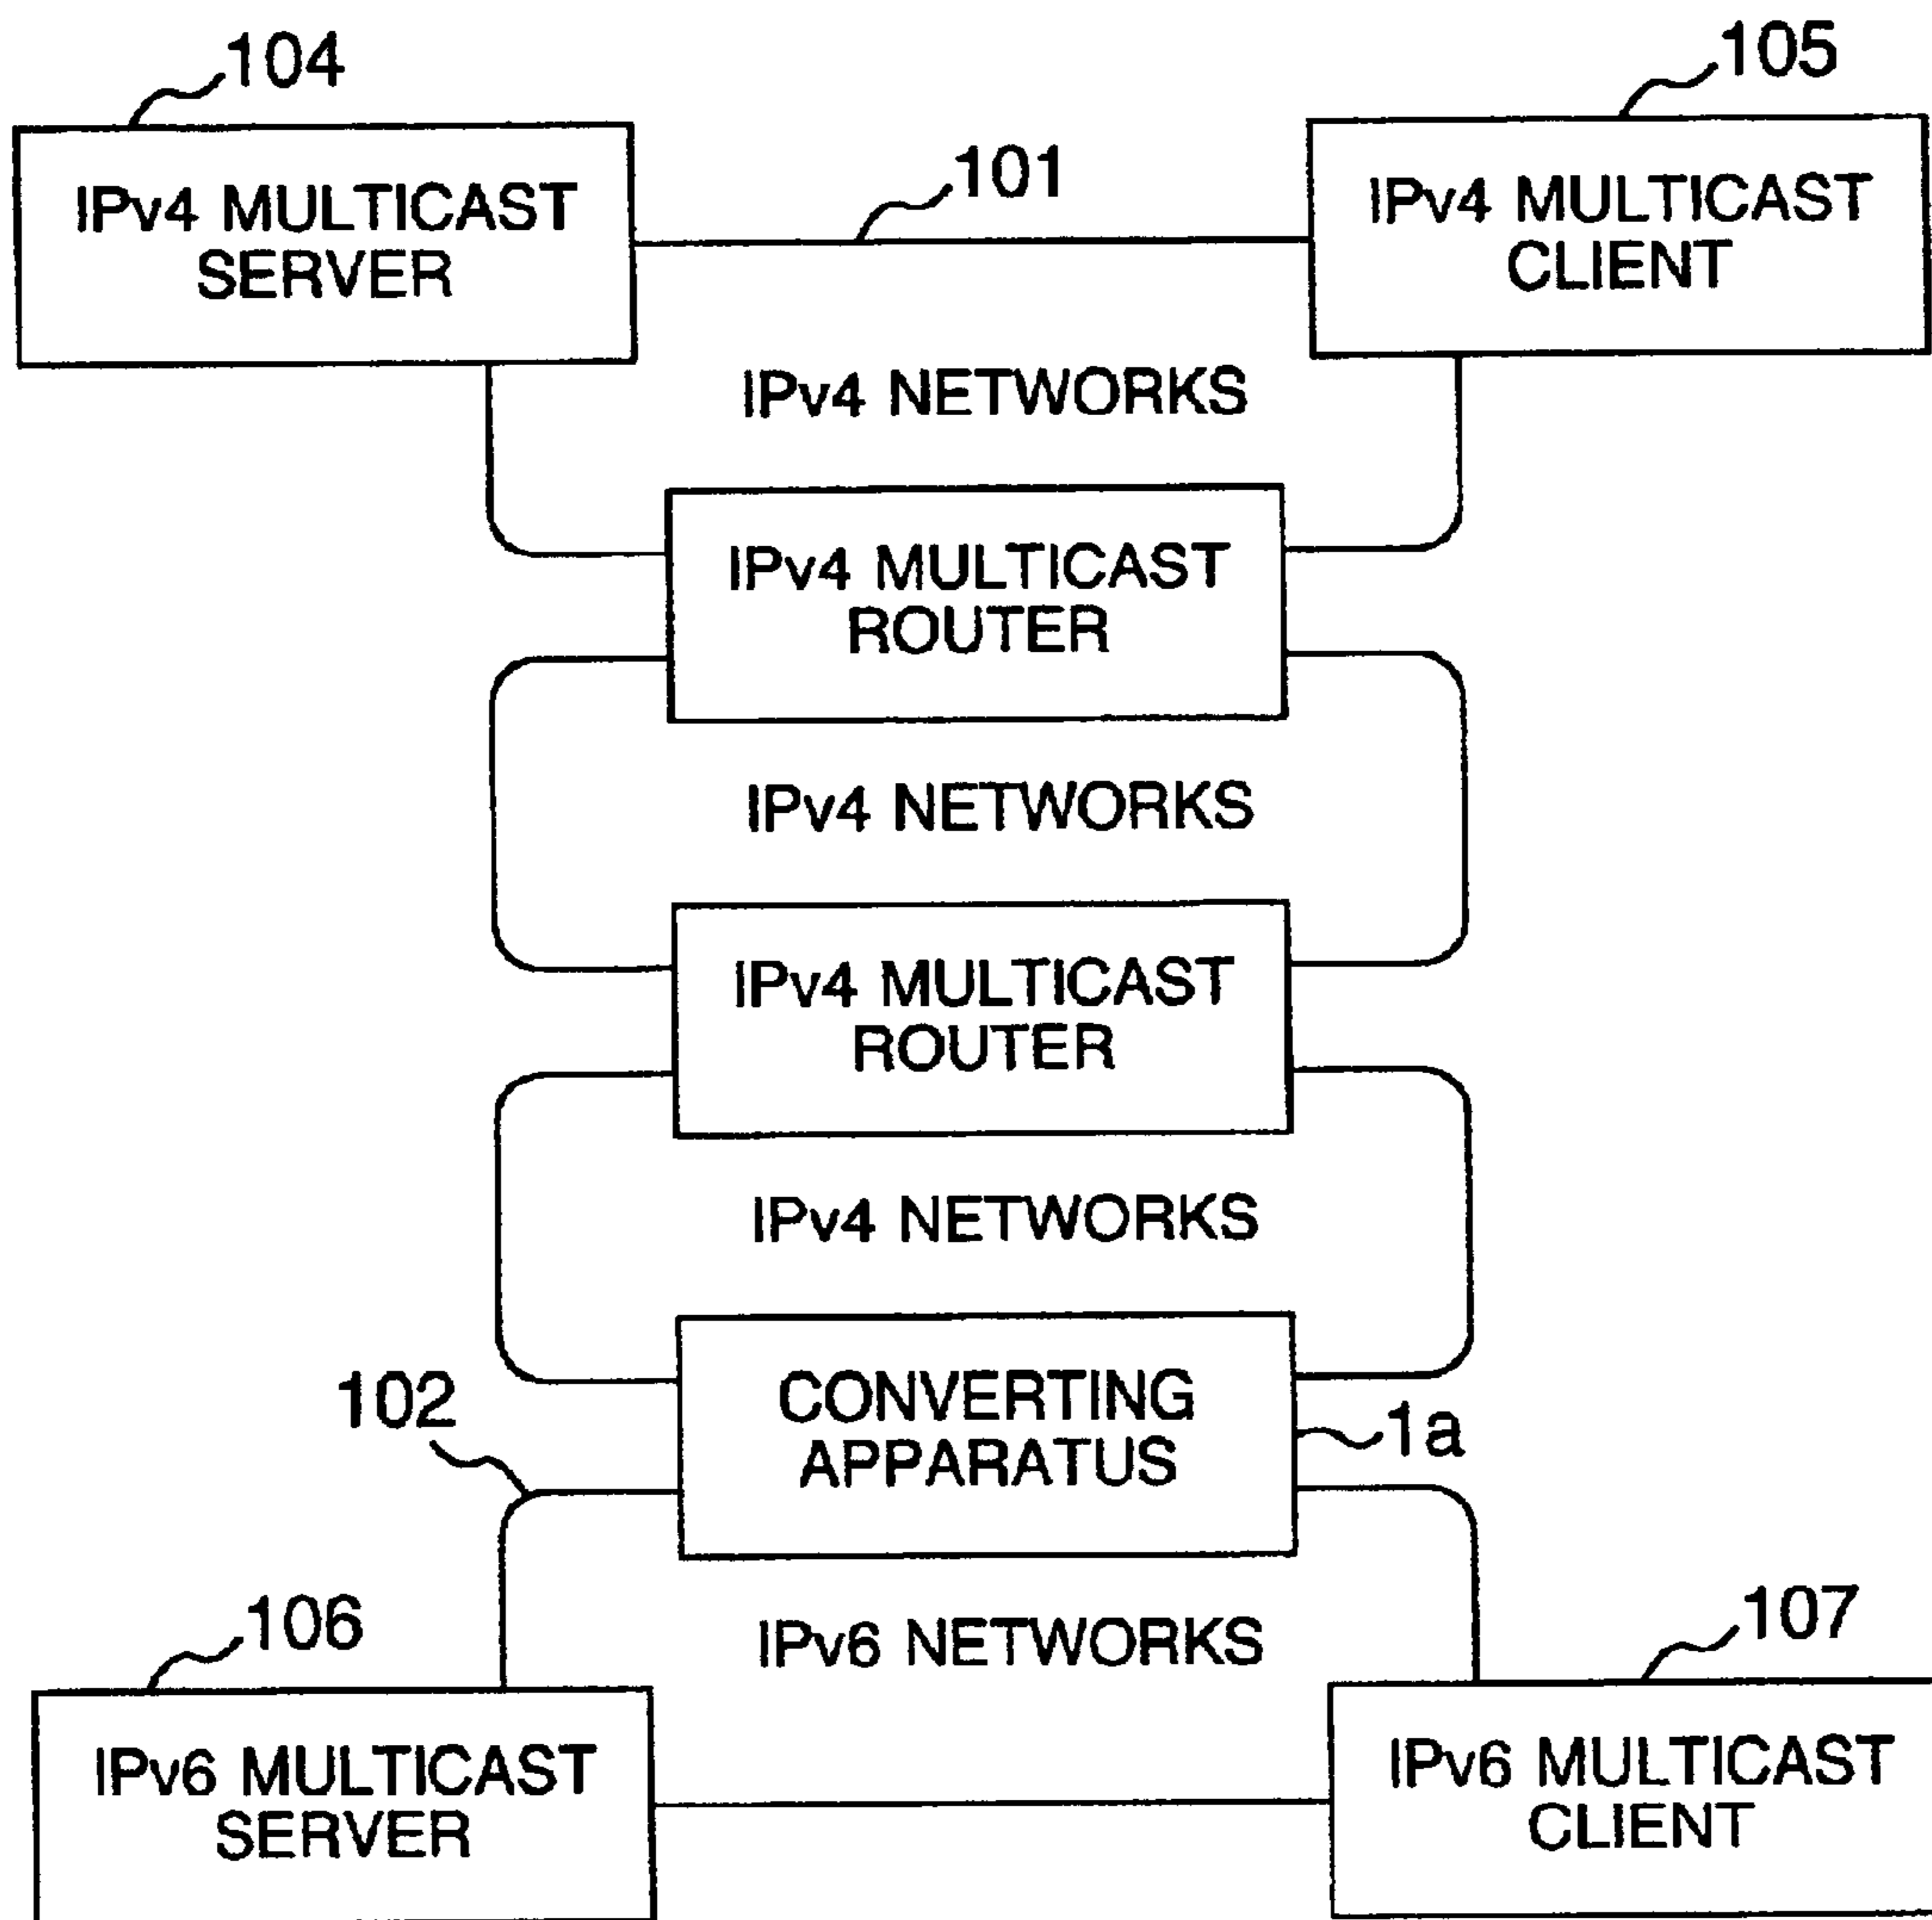 104
105
101
IPv4 MULTICAST
SERVER
IPv4 MULTICAST
CLIENT
IPv4 NETWORKS
IPv4 MULTICAST
ROUTER
IPv4 NETWORKS
IPv4 MULTICAST
ROUTER
IPv4 NETWORKS
CONVERTING
APPARATUS
102
1a
106
107
IPv6 NETWORKS
IPv6 MULTICAST
SERVER
IPv6 MULTICAST
CLIENT